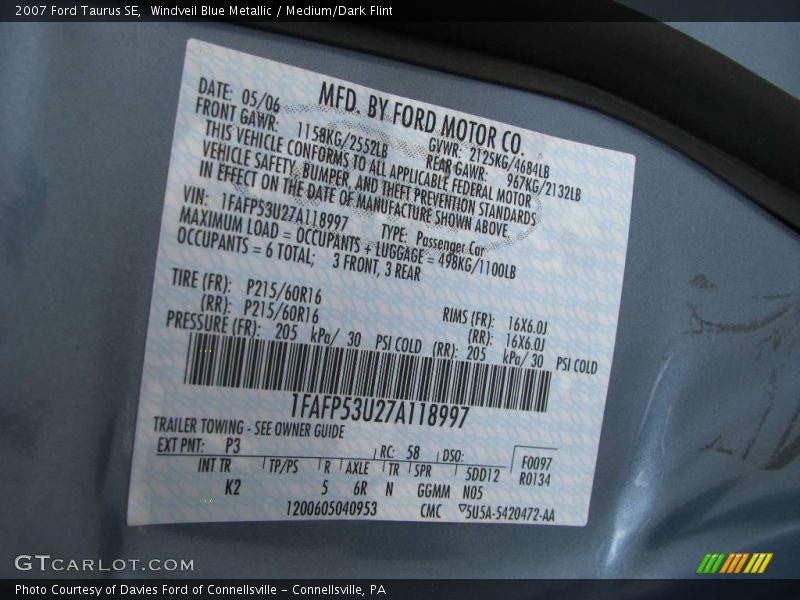 2007 Ford Taurus SE,  Windveil Blue Metallic / Medium/Dark Flint
MFD. BY FORD MOTOR CO.
DATE: 05/06 GVWR: 2125KG/4684LB
FRONT GAWR: 1158KG/2552LB REAR GAWR: 967KG/2132LB
THIS VEHICLE CONFORMS TO ALL APPLICABLE FEDERAL MOTOR
VEHICLE SAFETY, BUMPER, AND THEFT PREVENTION STANDARDS
IN EFFECT ON THE DATE OF MANUFACTURE SHOWN ABOVE
VIN: 1FAFP53U27A118997 TYPE: Passenger Car
MAXIMUM LOAD = OCCUPANTS + LUGGAGE = 498KG/1100LB
OCCUPANTS = 6 TOTAL; 3 FRONT, 3 REAR
TIRE (FR): P215/60R16 RIMS (FR): 16X6.0J
(RR): P215/60R16 (RR): 16X6.0J
PRESSURE (FR): 205 kPa/ 30 PSI COLD (RR): 205 kPa/ 30 PSI COLD
1FAFP53U27A118997
TRAILER TOWING - SEE OWNER GUIDE
EXT PNT: P3 RC: 58 DSO: F0097
INT TR TP/PS R AXLE TR SPR 5DD12 R0134
K2 5 6R N GGMM N05
1200605040953 CMC ▽5U5A-5420472-AA
GTCARLOT.COM
Photo Courtesy of Davies Ford of Connellsville - Connellsville, PA